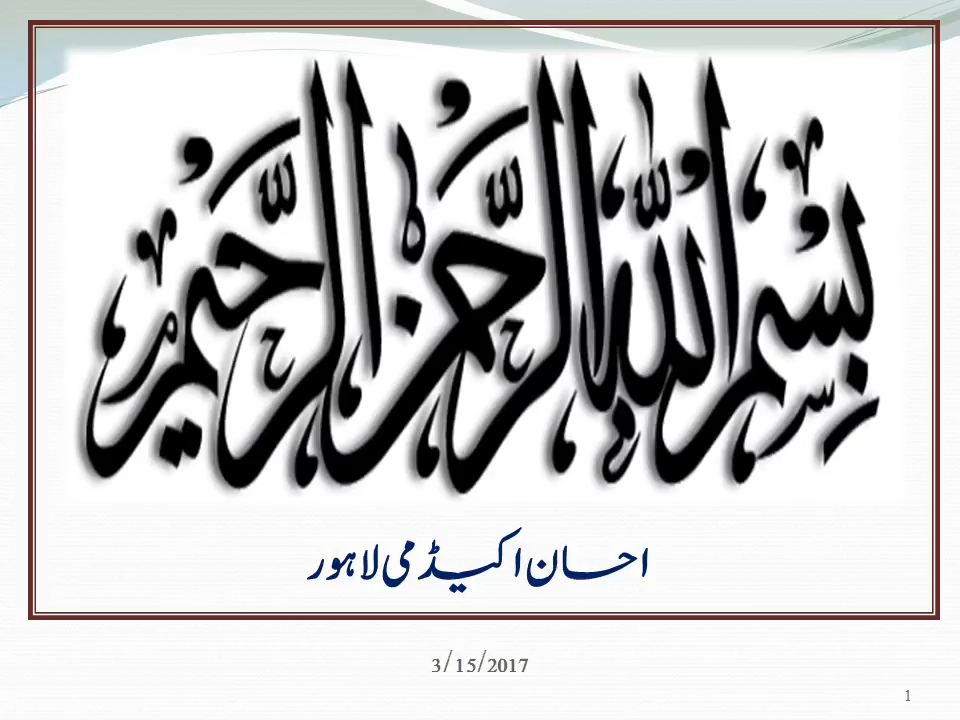 بسم الله الرحمن الرحيم
احسان اکیڈمی لاہور
3/15/2017
1